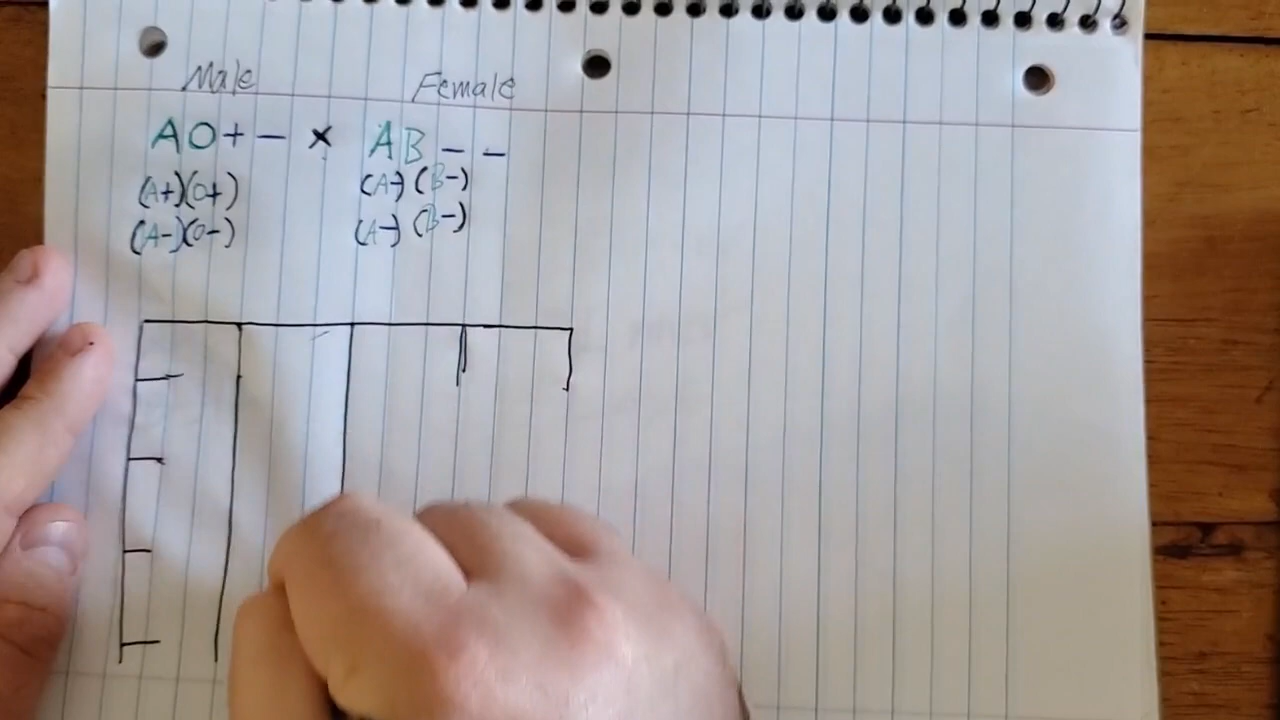 Male Female
AO+- × AB--
(A+)(O+) (A-)(B-)
(A-)(O-) (A-)(B-)